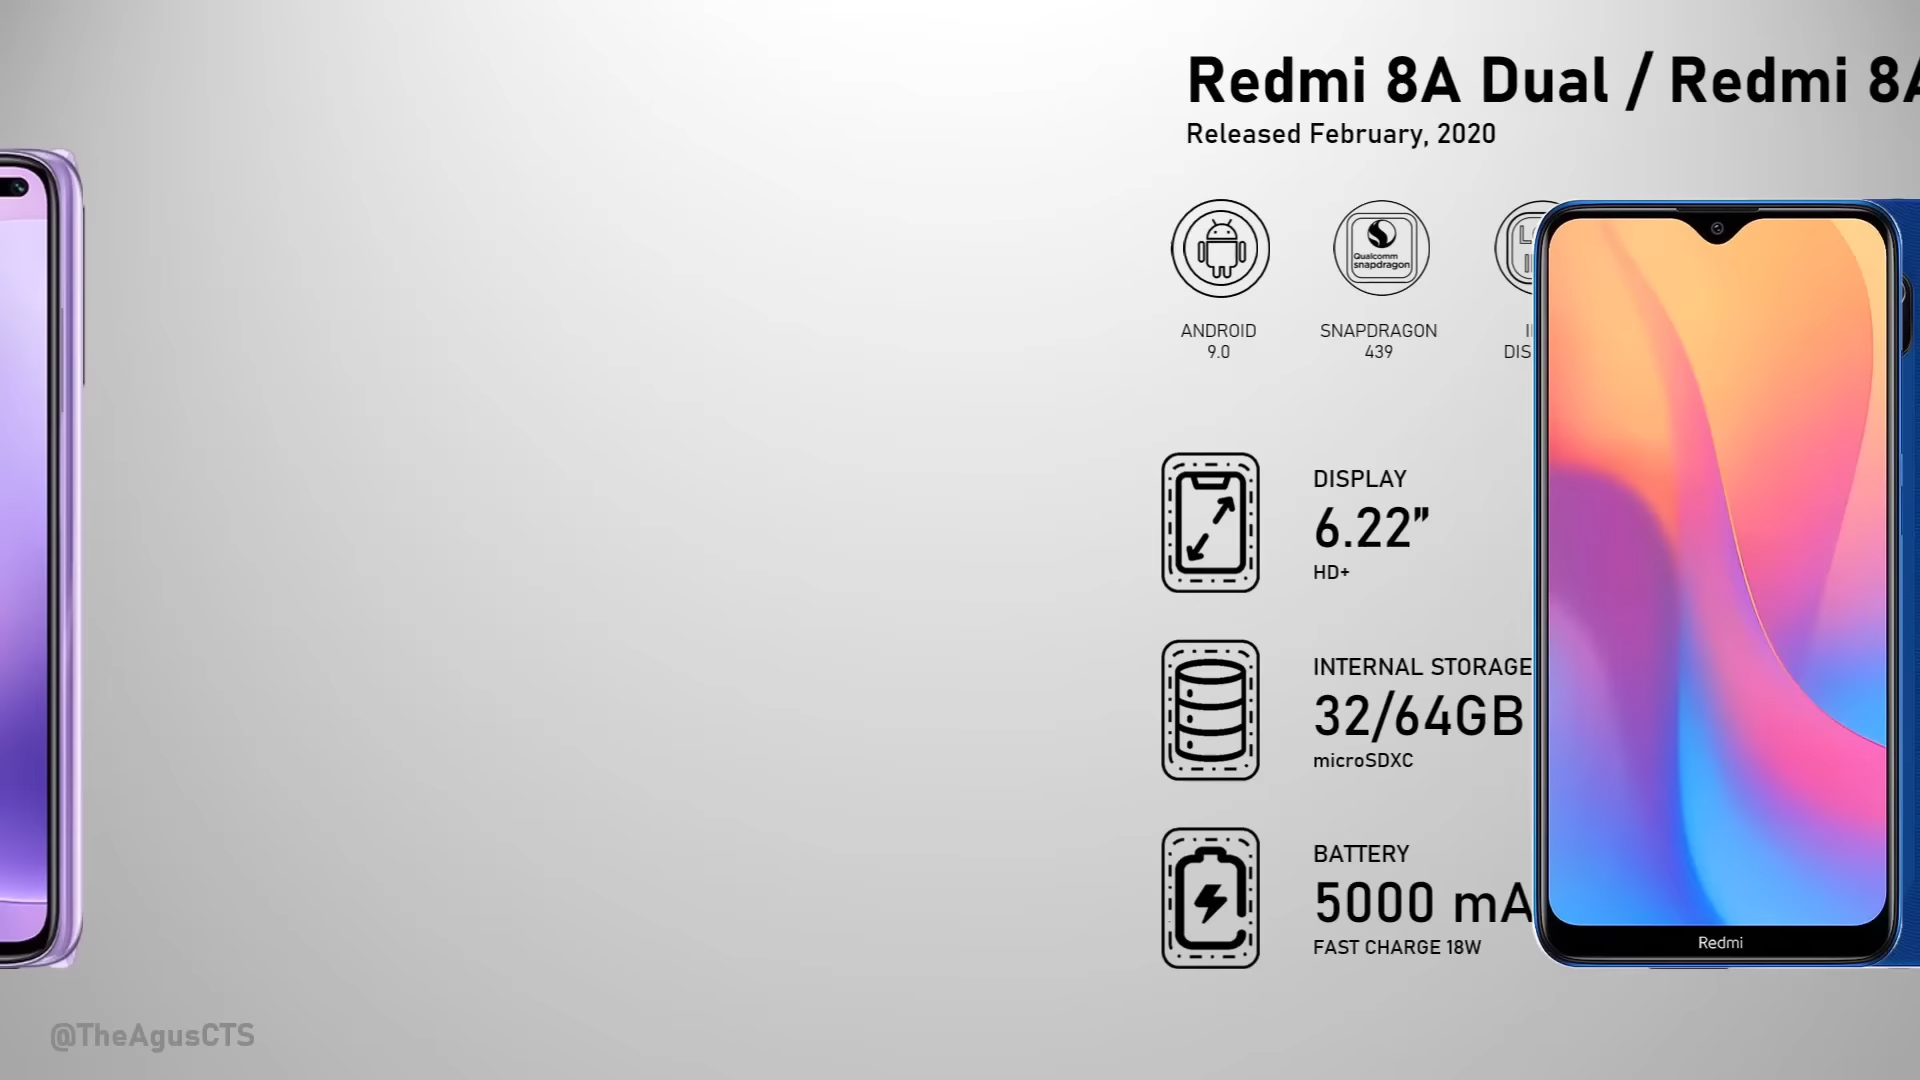 Redmi 8A Dual / Redmi 8A
Released February, 2020
Qualcomm
snapdragon
ANDROID
9.0
SNAPDRAGON
439
DISPLAY
6.22”
HD+
INTERNAL STORAGE
32/64GB
microSDXC
BATTERY
5000 mA
FAST CHARGE 18W
Redmi
@TheAgusCTS